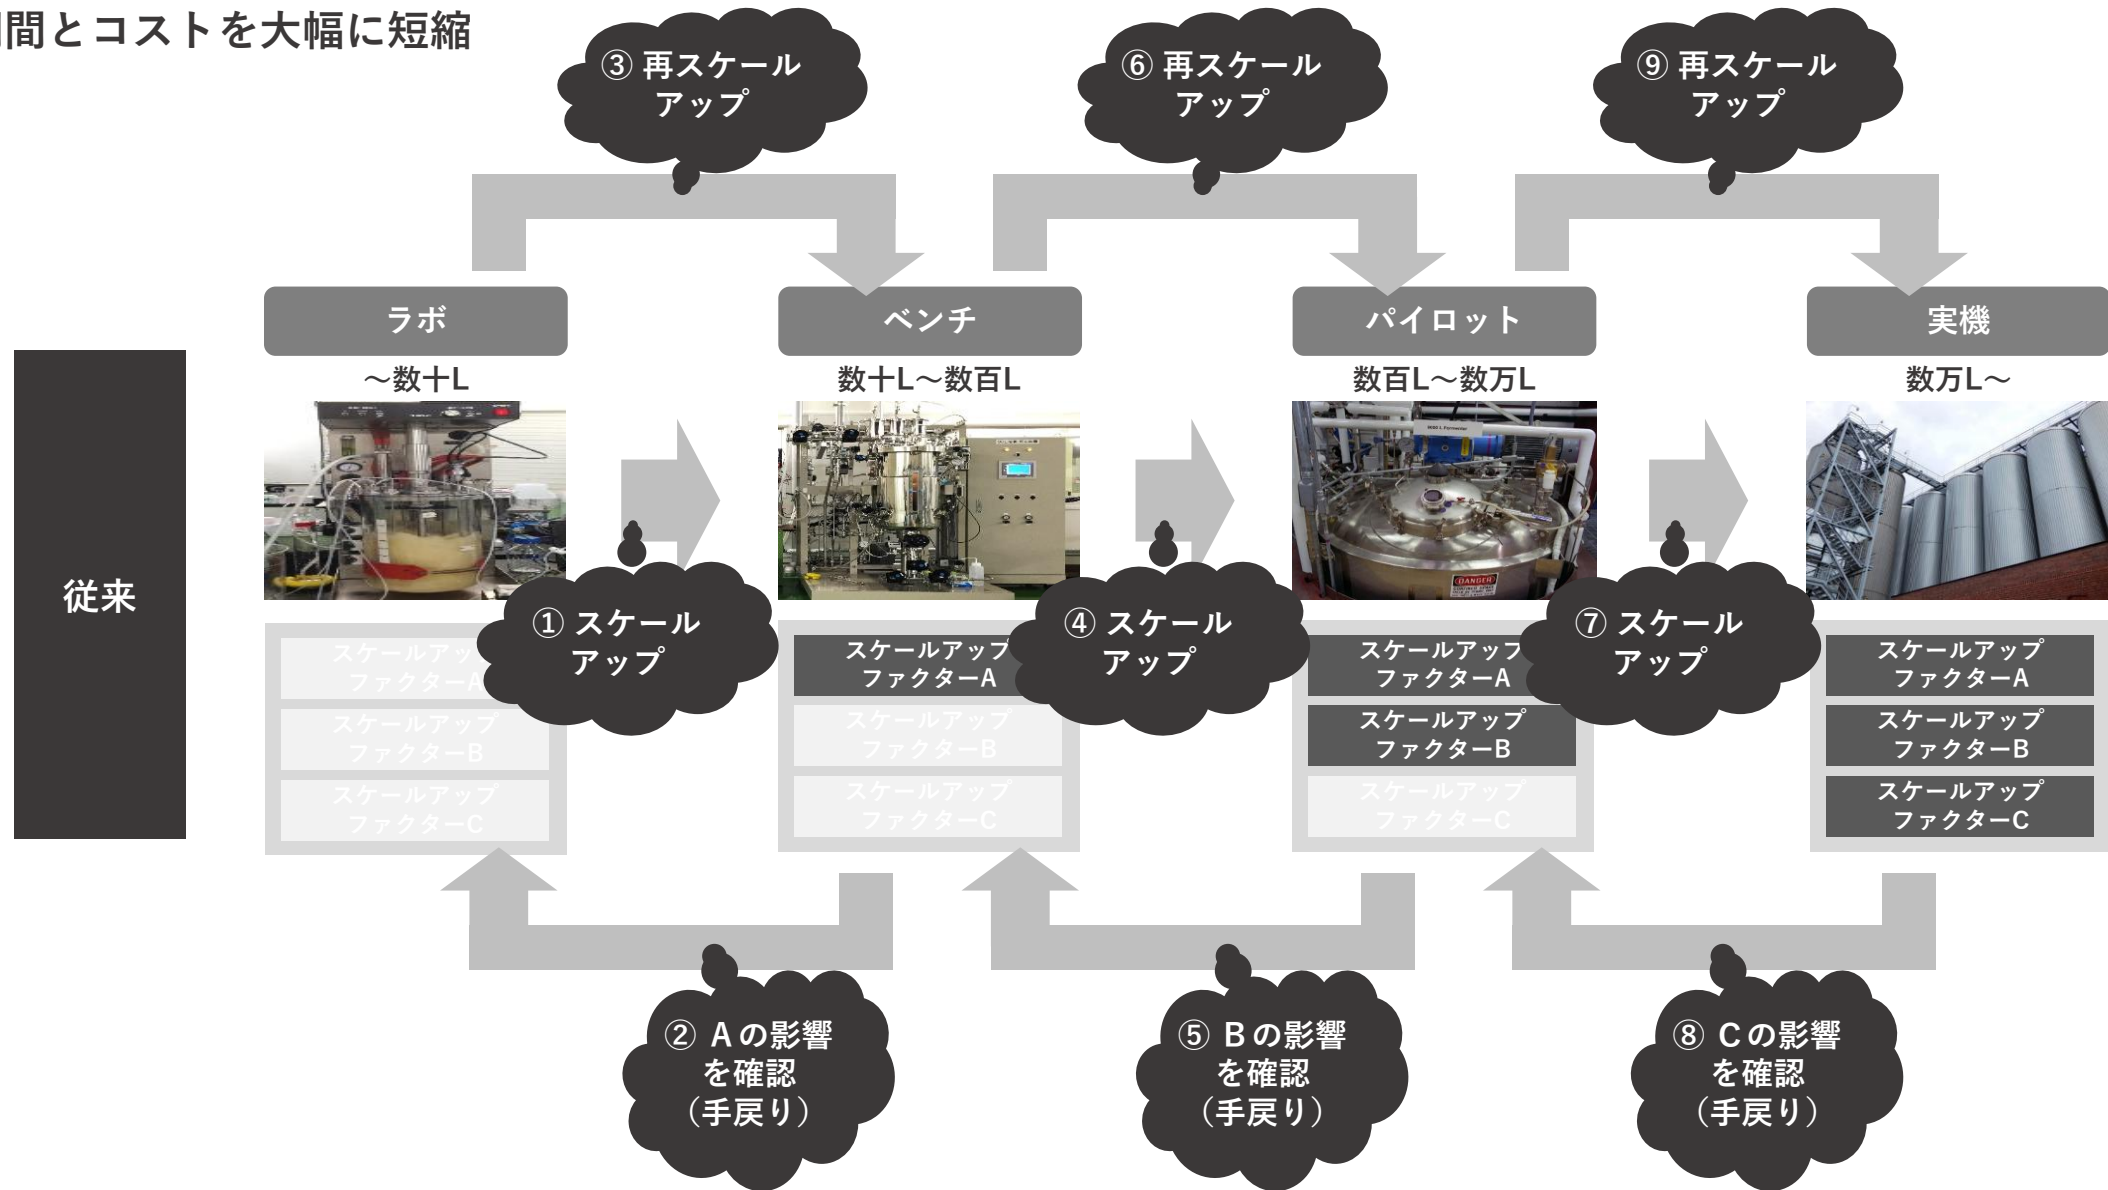 間とコストを大幅に短縮
③ 再スケール
アップ
⑥ 再スケール
アップ
⑨ 再スケール
アップ
ラボ
ベンチ
パイロット
実機
～数十L
数十L～数百L
数百L～数万L
数万L～
従来
① スケール
アップ
④ スケール
アップ
⑦ スケール
アップ
スケールアップ
ファクターA
スケールアップ
ファクターB
スケールアップ
ファクターC
スケールアップ
ファクターA
スケールアップ
ファクターB
スケールアップ
ファクターC
スケールアップ
ファクターA
スケールアップ
ファクターB
スケールアップ
ファクターC
スケールアップ
ファクターA
スケールアップ
ファクターB
スケールアップ
ファクターC
DANGER
② Ａの影響
を確認
（手戻り）
⑤ Ｂの影響
を確認
（手戻り）
⑧ Ｃの影響
を確認
（手戻り）